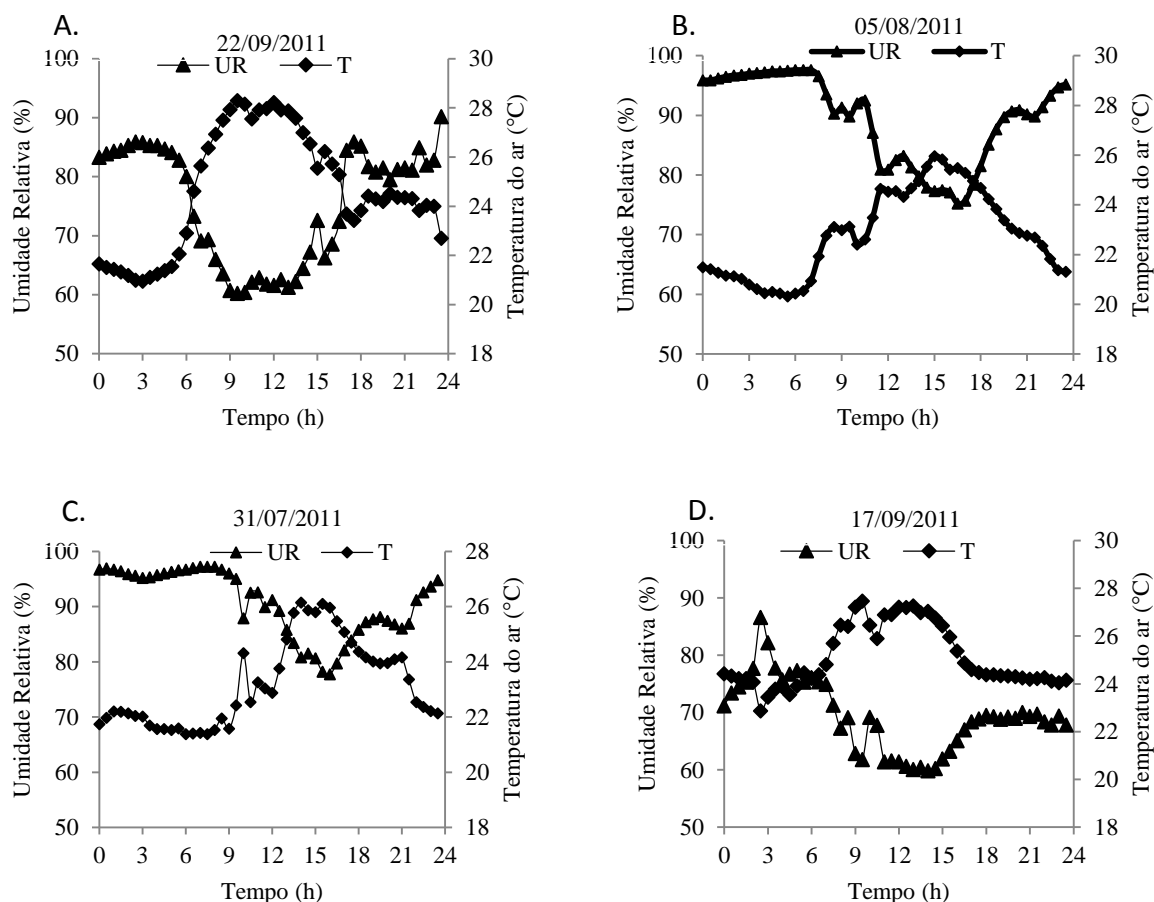 A.
22/09/2011
UR T
Umidade Relativa (%)
100
90
80
70
60
50
30
28
26
24
22
20
18
Temperatura do ar (°C)
0 3 6 9 12 15 18 21 24
Tempo (h)
B.
05/08/2011
UR T
Umidade Relativa (%)
100
90
80
70
60
50
30
28
26
24
22
20
18
Temperatura do ar (°C)
0 3 6 9 12 15 18 21 24
Tempo (h)
C.
31/07/2011
UR T
Umidade Relativa (%)
100
90
80
70
60
50
28
26
24
22
20
18
Temperatura do ar (°C)
0 3 6 9 12 15 18 21 24
Tempo (h)
D.
17/09/2011
UR T
Umidade Relativa (%)
100
90
80
70
60
50
30
28
26
24
22
20
18
Temperatura do ar (°C)
0 3 6 9 12 15 18 21 24
Tempo (h)